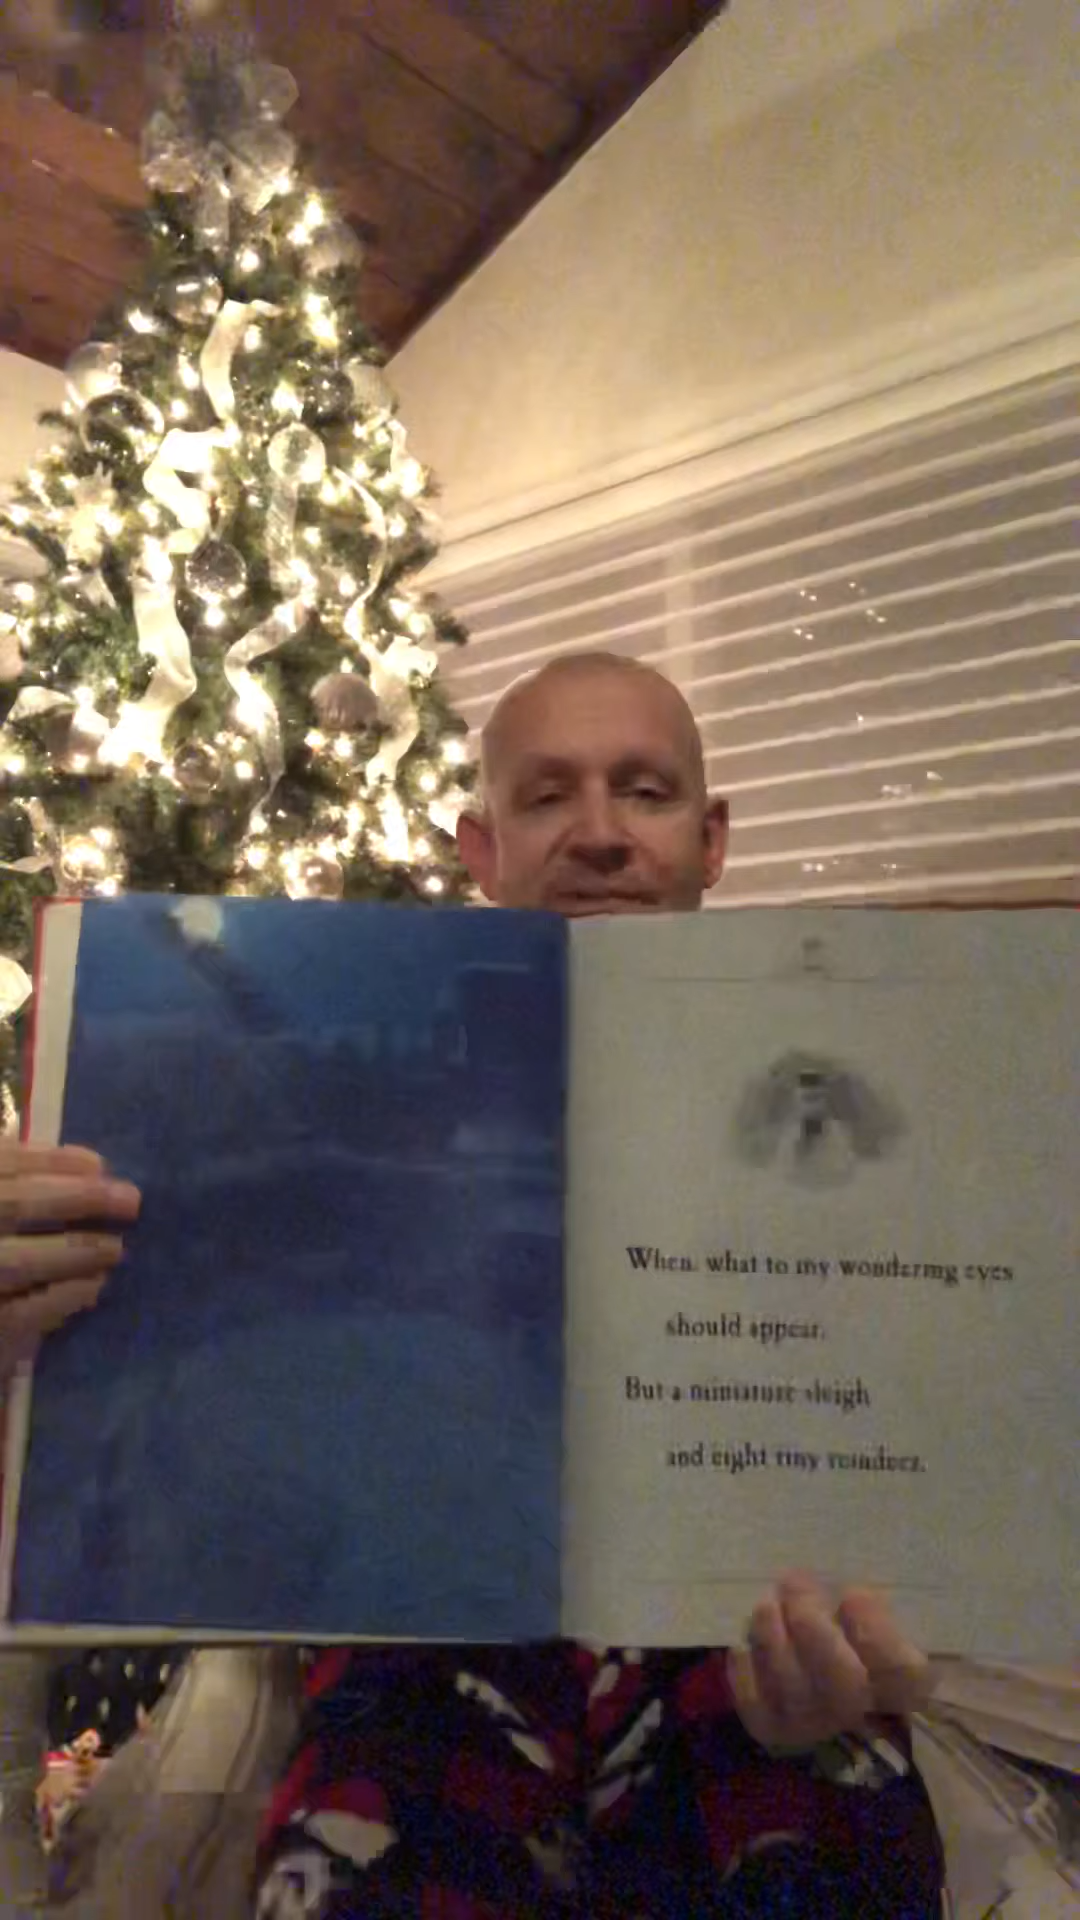 When, what to my wondering eyes
should appear,
But a miniature sleigh
and eight tiny reindeer,